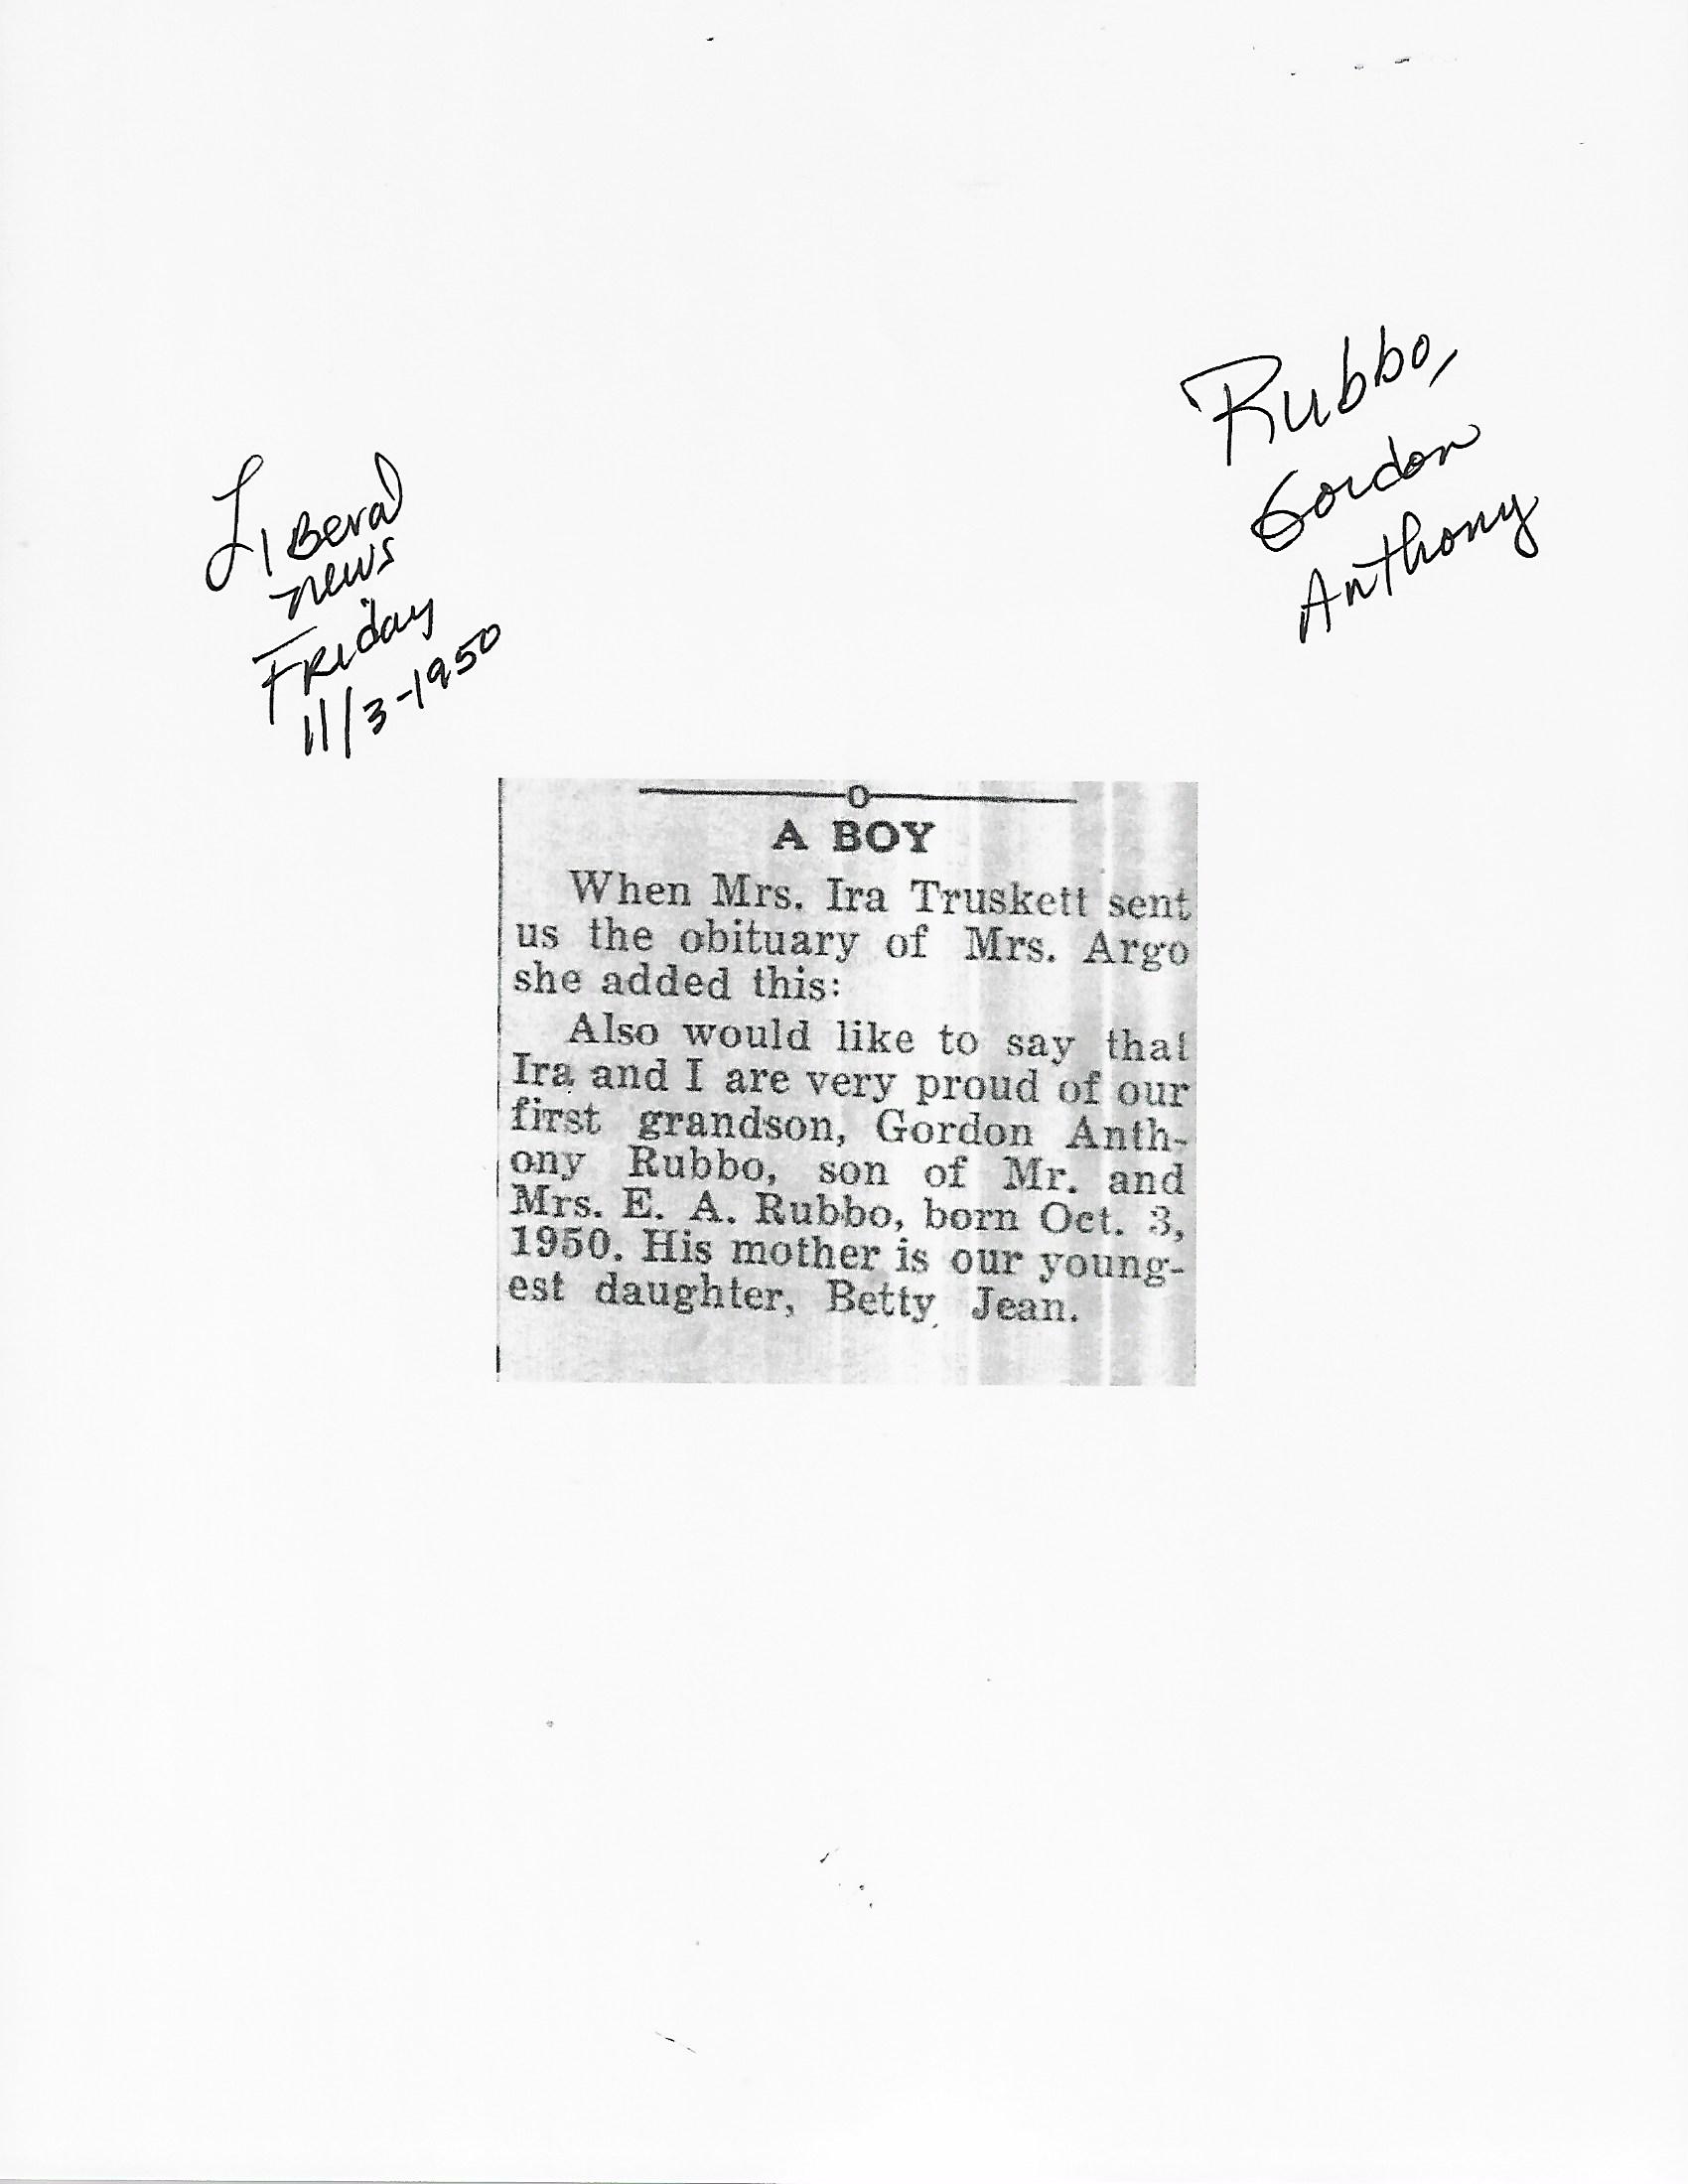 Rubbo,
Gordon
Anthony
Liberal
news
Friday
11/3-1950
O
A BOY
When Mrs. Ira Truskett sent
us the obituary of Mrs. Argo
she added this:
Also would like to say that
Ira and I are very proud of our
first grandson, Gordon Anth-
ony Rubbo, son of Mr. and
Mrs. E. A. Rubbo, born Oct. 3,
1950. His mother is our young-
est daughter, Betty Jean.